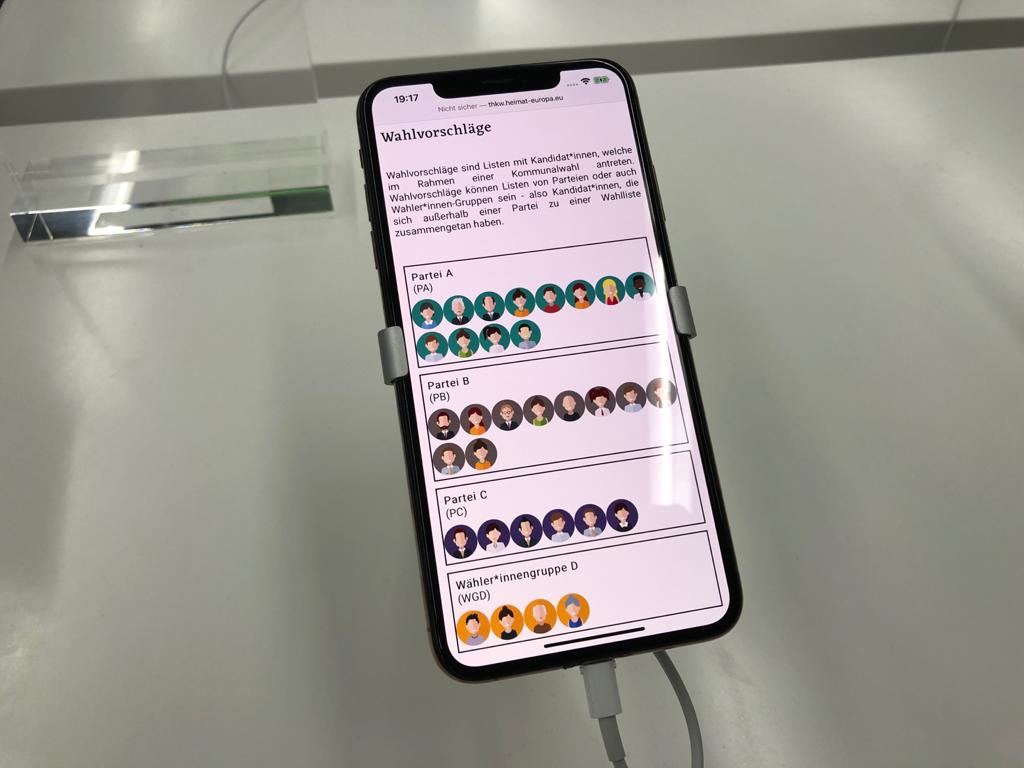 19:17
Nicht sicher — thkw.heimat-europa.eu
Wahlvorschläge
Wahlvorschläge sind Listen mit Kandidat*innen, welche
im Rahmen einer Kommunalwahl antreten.
Wahlvorschläge können Listen von Parteien oder auch
Wahler*innen-Gruppen sein - also Kandidat*innen, die
sich außerhalb einer Partei zu einer Wahlliste
zusammengetan haben.
Partei A
(PA)
Partei B
(PB)
Partei C
(PC)
Wähler*innengruppe D
(WGD)